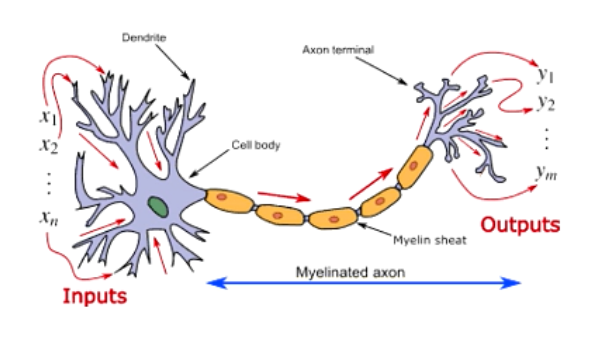 Dendrite
Axon terminal
y1
x1
y2
x2
Cell body
⋮
⋮
ym
xn
Outputs
Myelin sheat
Myelinated axon
Inputs